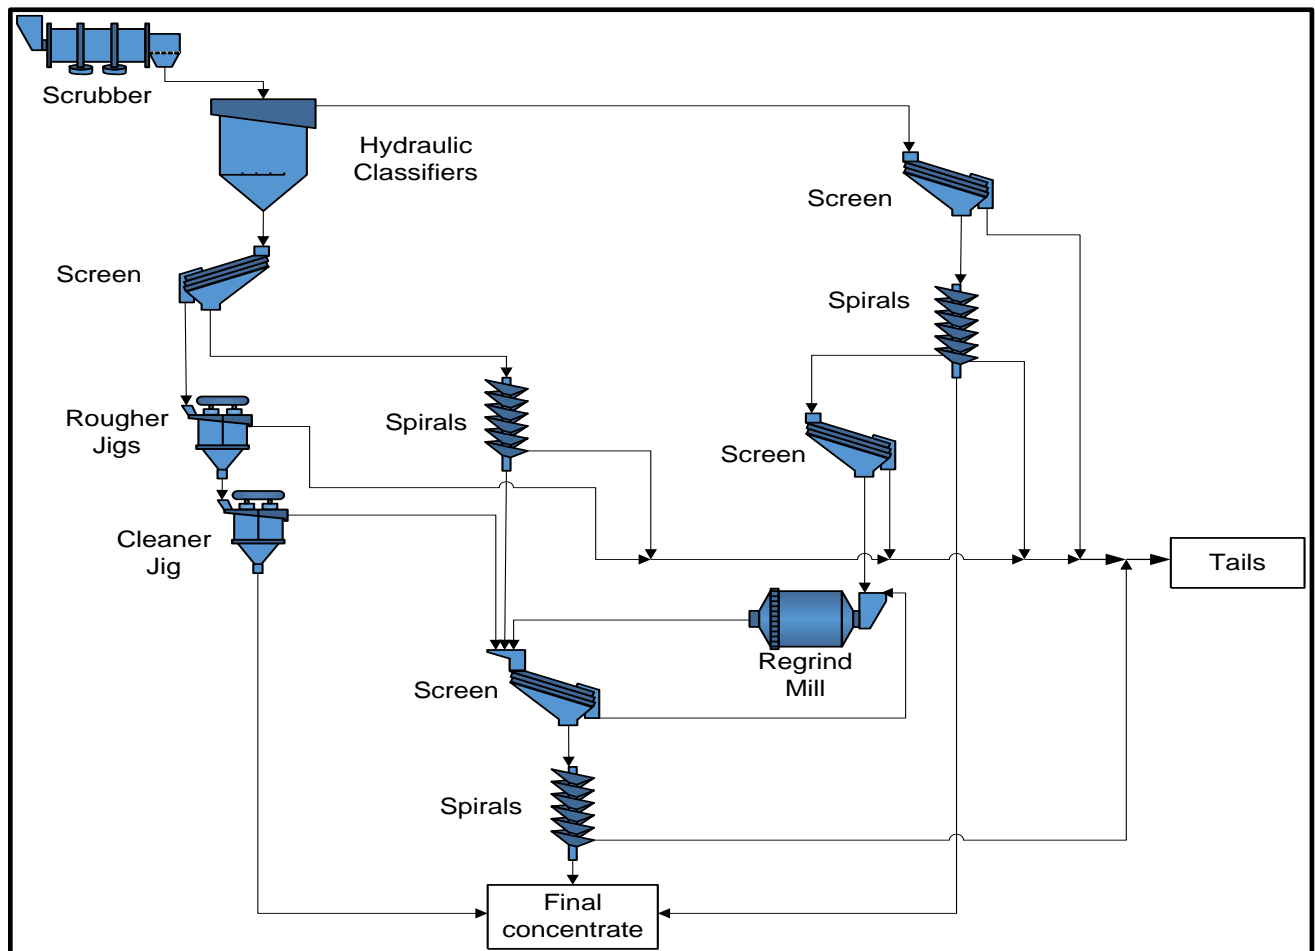 Scrubber
Hydraulic
Classifiers
Screen
Screen
Spirals
Rougher
Jigs
Spirals
Screen
Cleaner
Jig
Tails
Regrind
Mill
Screen
Spirals
Final
concentrate